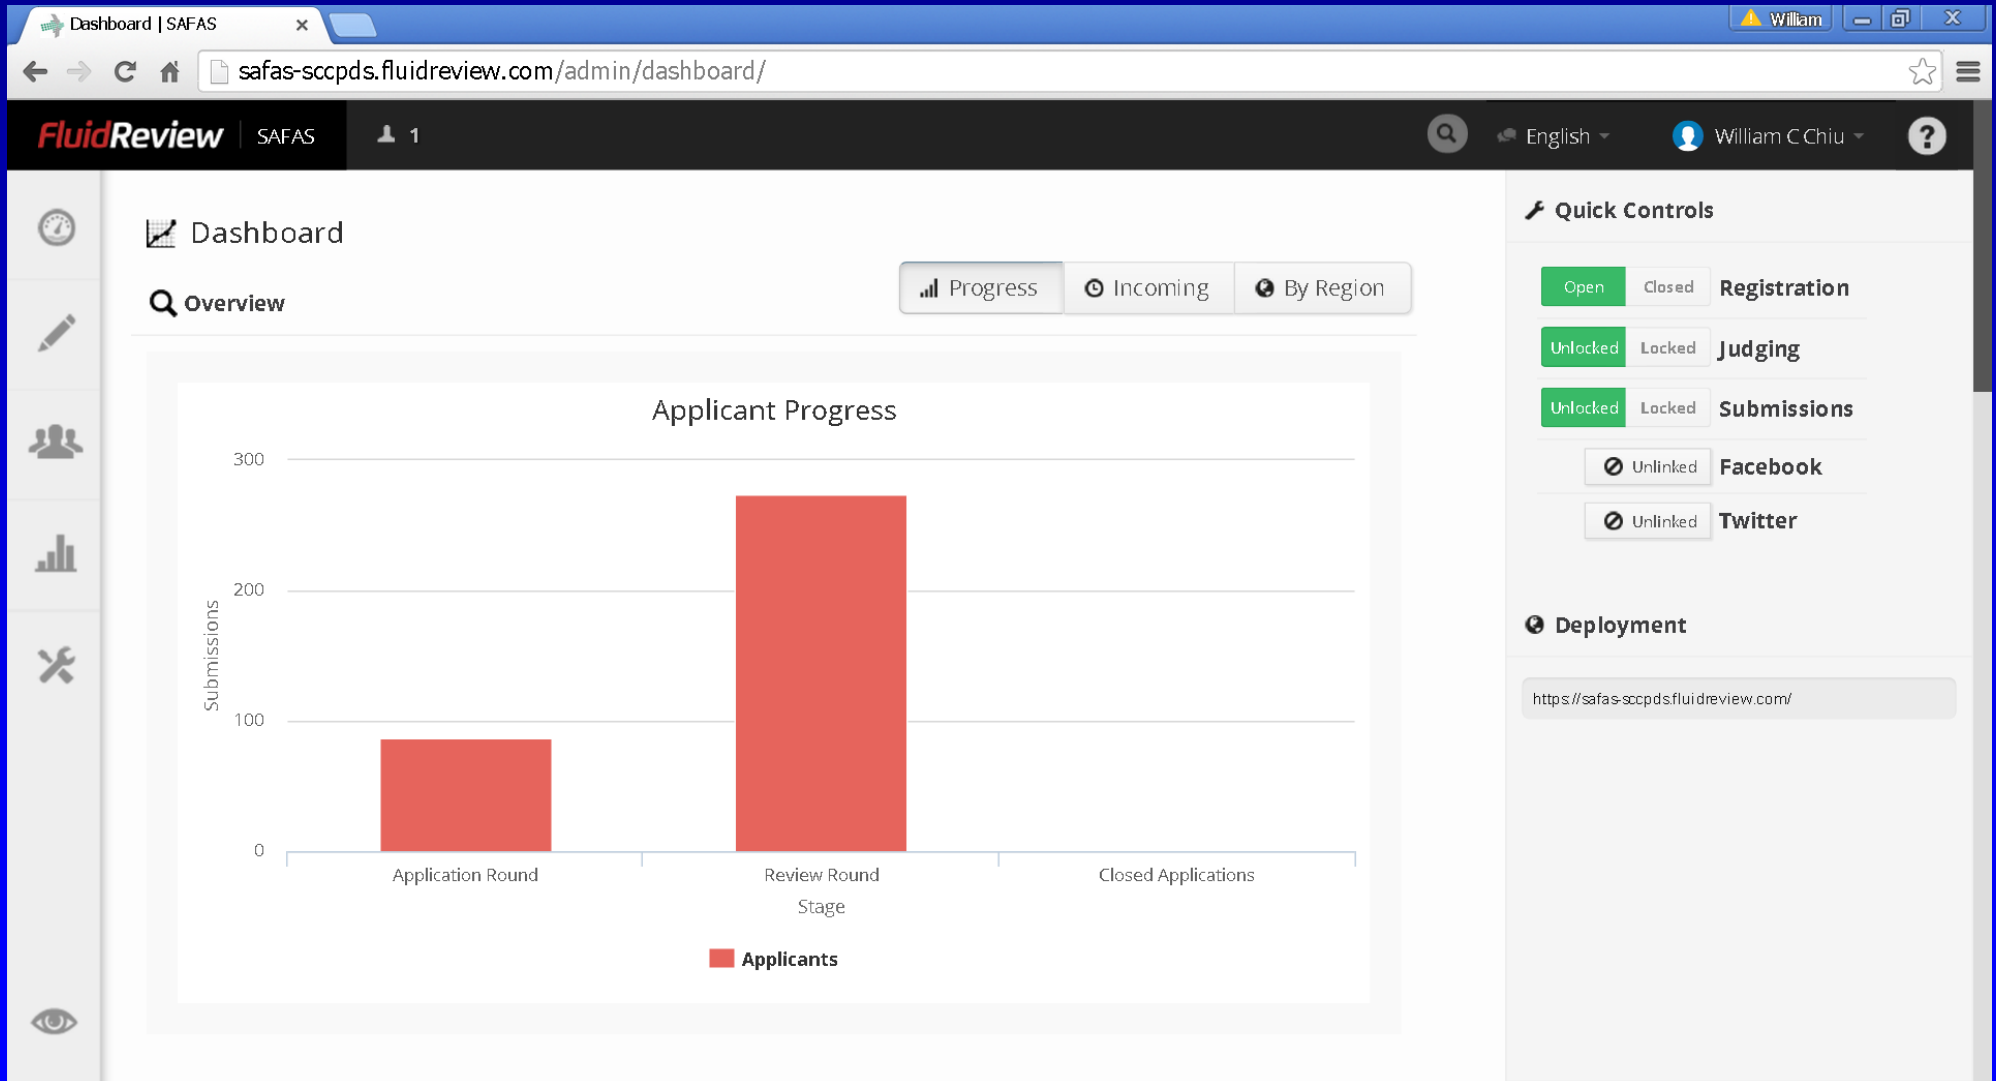 Dashboard | SAFAS
William
safas-sccpds.fluidreview.com/admin/dashboard/
FluidReview SAFAS 1 English William C Chiu ?
Dashboard
Overview
Progress Incoming By Region
Applicant Progress
300
200
100
0
Submissions
Application Round Review Round Closed Applications
Stage
Applicants
Quick Controls
Open Closed Registration
Unlocked Locked Judging
Unlocked Locked Submissions
Unlinked Facebook
Unlinked Twitter
Deployment
https://safas-sccpds.fluidreview.com/